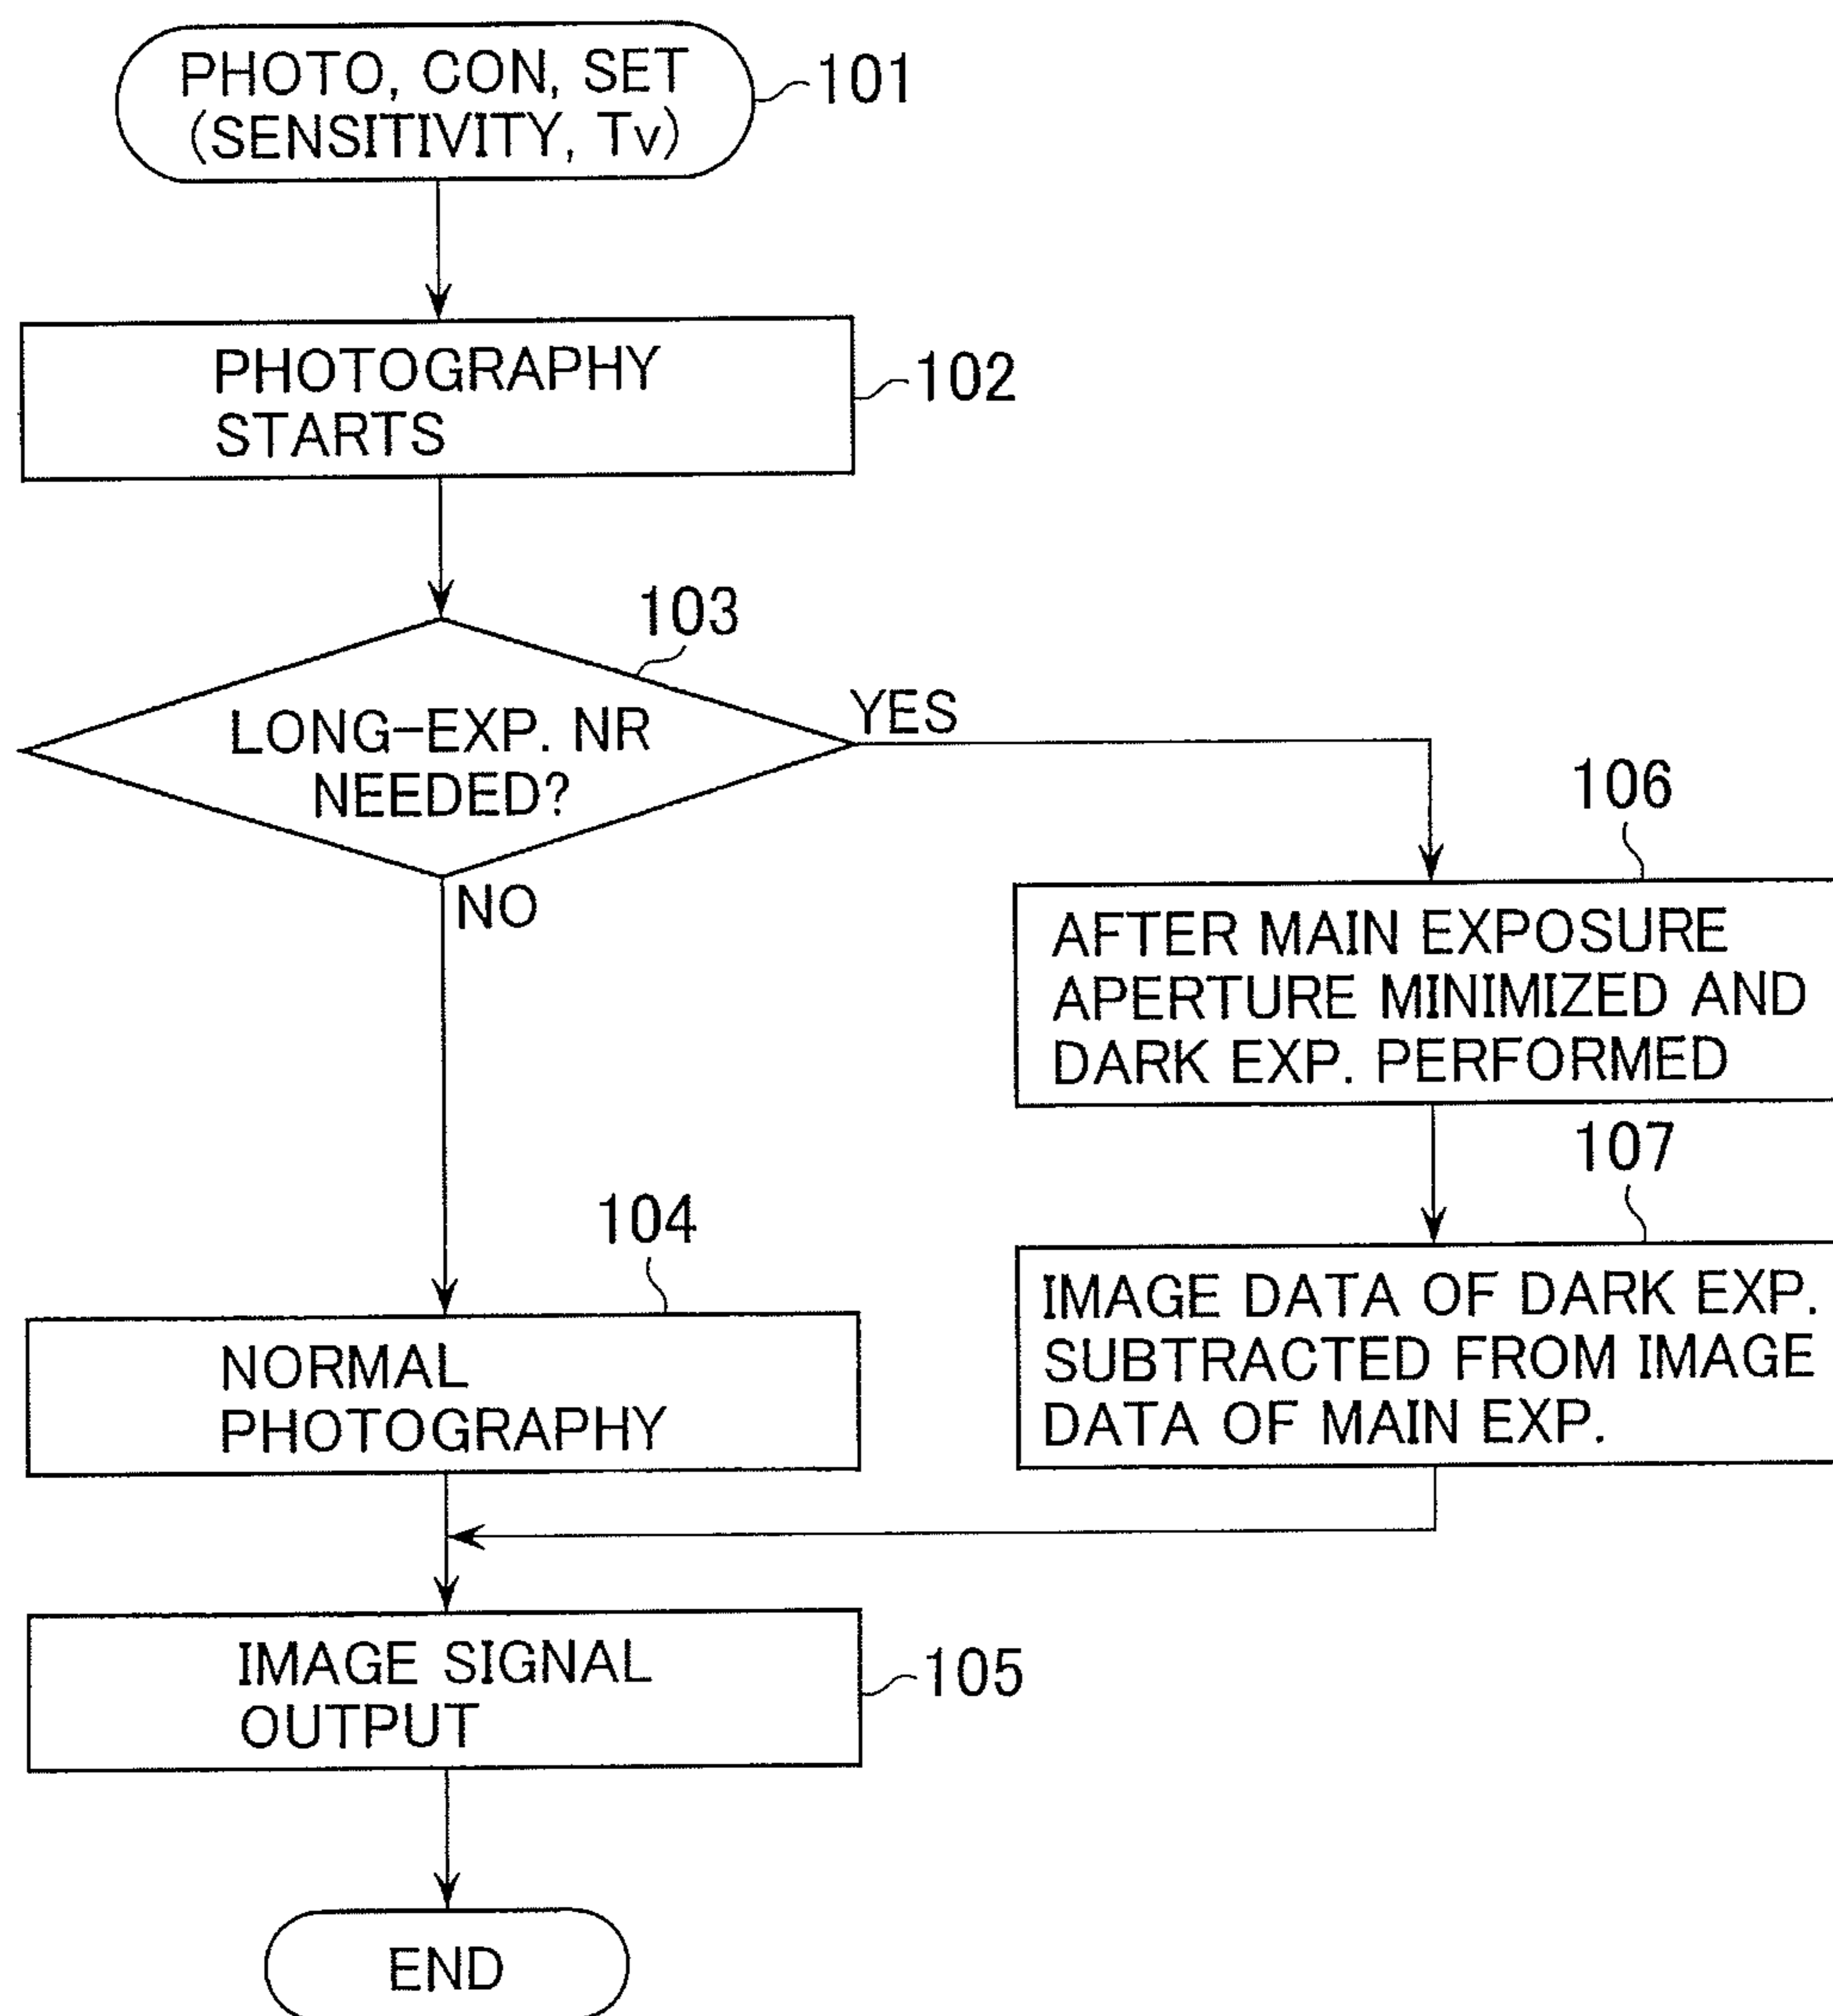 PHOTO, CON, SET
(SENSITIVITY, Tv)
101
PHOTOGRAPHY
STARTS
102
103
LONG-EXP. NR
NEEDED?
YES
NO
106
AFTER MAIN EXPOSURE
APERTURE MINIMIZED AND
DARK EXP. PERFORMED
107
IMAGE DATA OF DARK EXP.
SUBTRACTED FROM IMAGE
DATA OF MAIN EXP.
104
NORMAL
PHOTOGRAPHY
IMAGE SIGNAL
OUTPUT
105
END